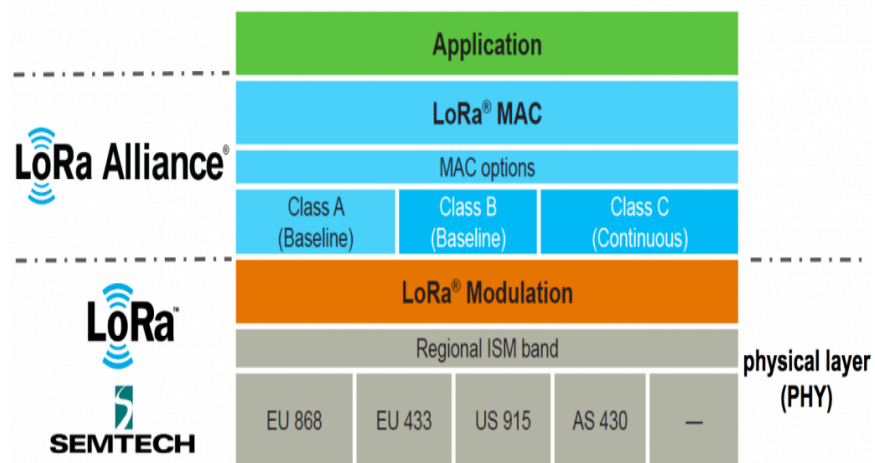 Application
LoRa® MAC
LoRa Alliance®
MAC options
Class A
(Baseline)
Class B
(Baseline)
Class C
(Continuous)
LoRa® Modulation
LoRa™
Regional ISM band
physical layer
(PHY)
EU 868
EU 433
US 915
AS 430
—
SEMTECH